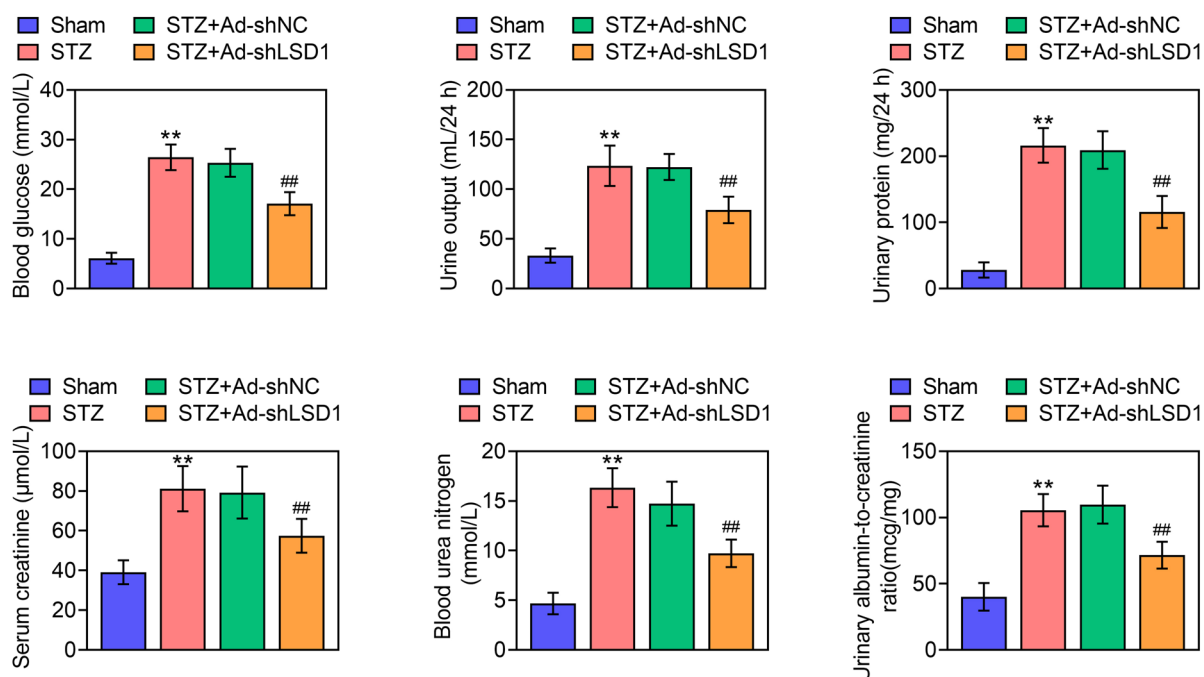 Sham STZ+Ad-shNC
STZ STZ+Ad-shLSD1
Blood glucose (mmol/L)
40
30
20
10
0
**
##
Sham STZ+Ad-shNC
STZ STZ+Ad-shLSD1
Urine output (mL/24 h)
200
150
100
50
0
**
##
Sham STZ+Ad-shNC
STZ STZ+Ad-shLSD1
Urinary protein (mg/24 h)
300
200
100
0
**
##
Sham STZ+Ad-shNC
STZ STZ+Ad-shLSD1
Serum creatinine (μmol/L)
100
80
60
40
20
0
**
##
Sham STZ+Ad-shNC
STZ STZ+Ad-shLSD1
Blood urea nitrogen
(mmol/L)
20
15
10
5
0
**
##
Sham STZ+Ad-shNC
STZ STZ+Ad-shLSD1
Urinary albumin-to-creatinine
ratio(mcg/mg)
150
100
50
0
**
##